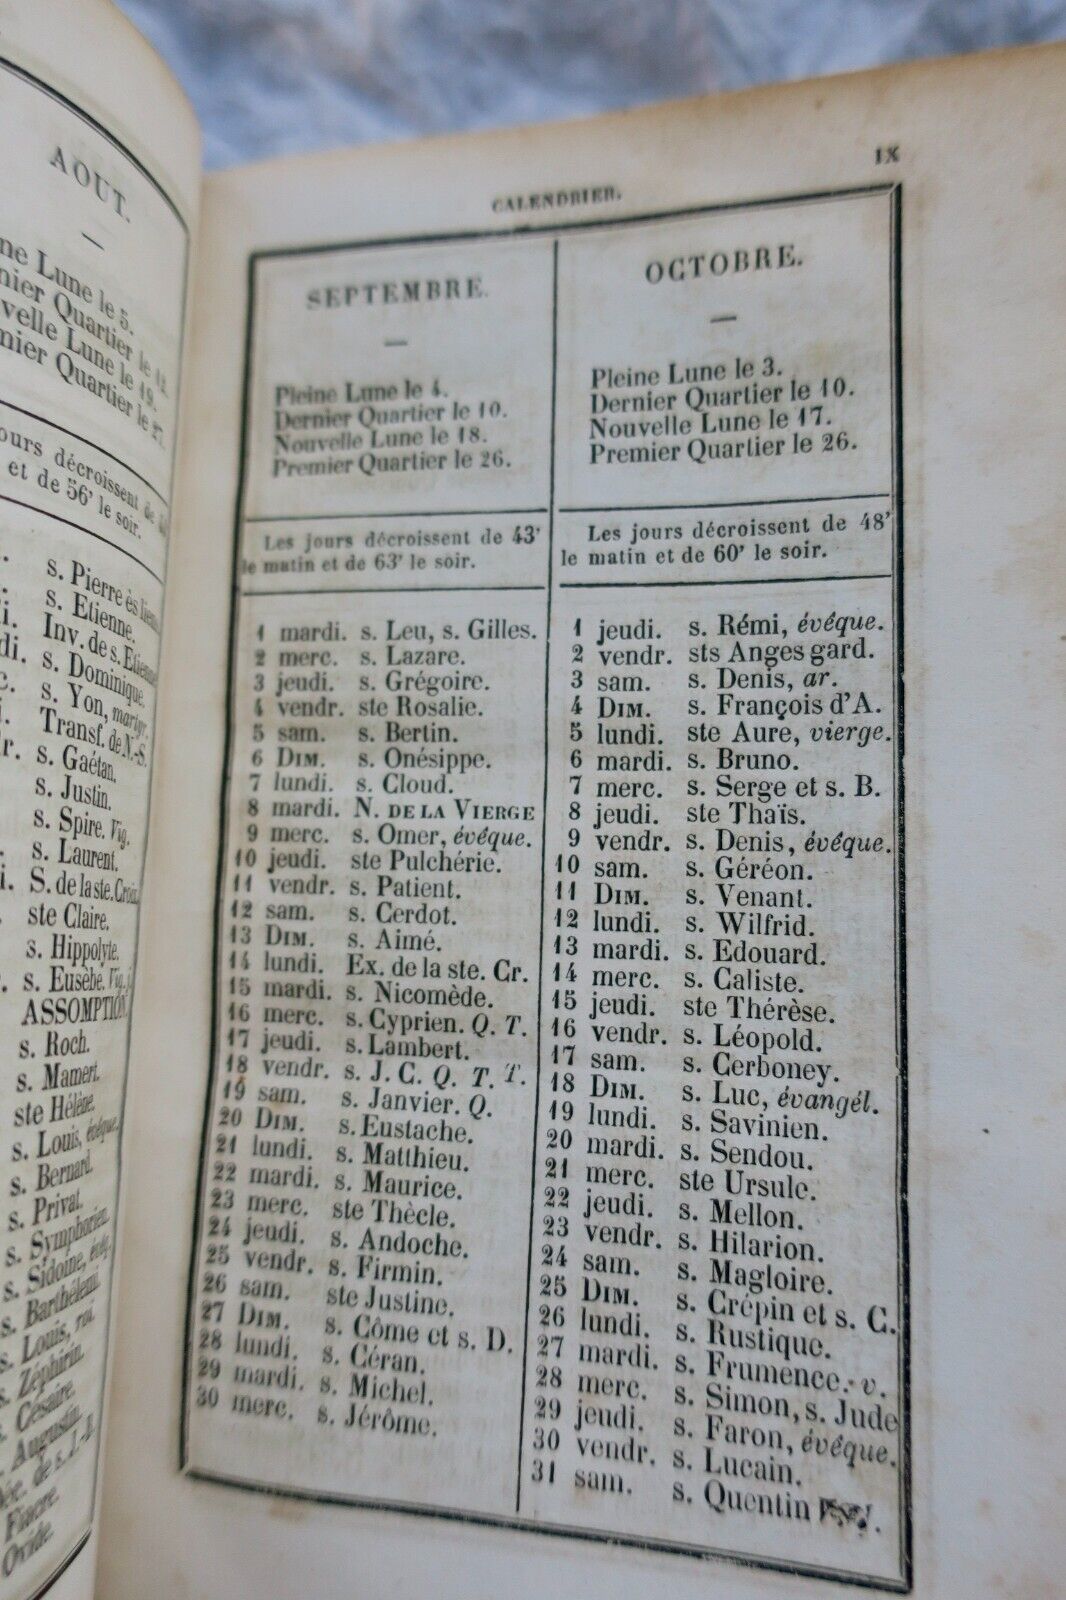 AOUT.
—
ne Lune le 5.
nier Quartier le
velle Lune le 19.
mier Quartier le 27.
jours décroissent de
et de 56' le soir.
s. Pierre ès liens
s. Etienne.
Inv. de s. Etienne
s. Dominique.
s. Yon, martyr.
Transf. de N.-S.
s. Gaétan.
s. Justin.
s. Spire. Vig.
s. Laurent.
S. de la ste. Croix.
ste Claire.
s. Hippolyte.
s. Eusèbe. Vig. j.
ASSOMPTION.
s. Roch.
s. Mamert.
ste Hélène.
s. Louis, évêque.
s. Bernard.
s. Privat.
s. Symphorien.
s. Sidoine, évêq.
s. Barthélemi.
s. Louis, roi.
s. Zéphirin.
s. Césaire.
Augustin.
Déc. de s. J.-B.
Fiacre.
Ovide.
CALENDRIER.
IX
SEPTEMBRE.
—
Pleine Lune le 4.
Dernier Quartier le 10.
Nouvelle Lune le 18.
Premier Quartier le 26.
Les jours décroissent de 43'
le matin et de 63' le soir.
1 mardi. s. Leu, s. Gilles.
2 merc. s. Lazare.
3 jeudi. s. Grégoire.
4 vendr. ste Rosalie.
5 sam. s. Bertin.
6 DIM. s. Onésippe.
7 lundi. s. Cloud.
8 mardi. N. DE LA VIERGE
9 merc. s. Omer, évéque.
10 jeudi. ste Pulchérie.
11 vendr. s. Patient.
12 sam. s. Cerdot.
13 DIM. s. Aimé.
14 lundi. Ex. de la ste. Cr.
15 mardi. s. Nicomède.
16 merc. s. Cyprien. Q. T.
17 jeudi. s. Lambert.
18 vendr. s. J. C. Q. T. T.
19 sam. s. Janvier. Q.
20 DIM. s. Eustache.
21 lundi. s. Matthieu.
22 mardi. s. Maurice.
23 merc. ste Thècle.
24 jeudi. s. Andoche.
25 vendr. s. Firmin.
26 sam. ste Justine.
27 DIM. s. Côme et s. D.
28 lundi. s. Céran.
29 mardi. s. Michel.
30 merc. s. Jérôme.
OCTOBRE.
—
Pleine Lune le 3.
Dernier Quartier le 10.
Nouvelle Lune le 17.
Premier Quartier le 26.
Les jours décroissent de 48'
le matin et de 60' le soir.
1 jeudi. s. Rémi, évéque.
2 vendr. sts Anges gard.
3 sam. s. Denis, ar.
4 DIM. s. François d'A.
5 lundi. ste Aure, vierge.
6 mardi. s. Bruno.
7 merc. s. Serge et s. B.
8 jeudi. ste Thaïs.
9 vendr. s. Denis, évéque.
10 sam. s. Géréon.
11 DIM. s. Venant.
12 lundi. s. Wilfrid.
13 mardi. s. Edouard.
14 merc. s. Caliste.
15 jeudi. ste Thérèse.
16 vendr. s. Léopold.
17 sam. s. Cerboney.
18 DIM. s. Luc, évangél.
19 lundi. s. Savinien.
20 mardi. s. Sendou.
21 merc. ste Ursule.
22 jeudi. s. Mellon.
23 vendr. s. Hilarion.
24 sam. s. Magloire.
25 DIM. s. Crépin et s. C.
26 lundi. s. Rustique.
27 mardi. s. Frumence. v.
28 merc. s. Simon, s. Jude
29 jeudi. s. Faron, évéque.
30 vendr. s. Lucain.
31 sam. s. Quentin